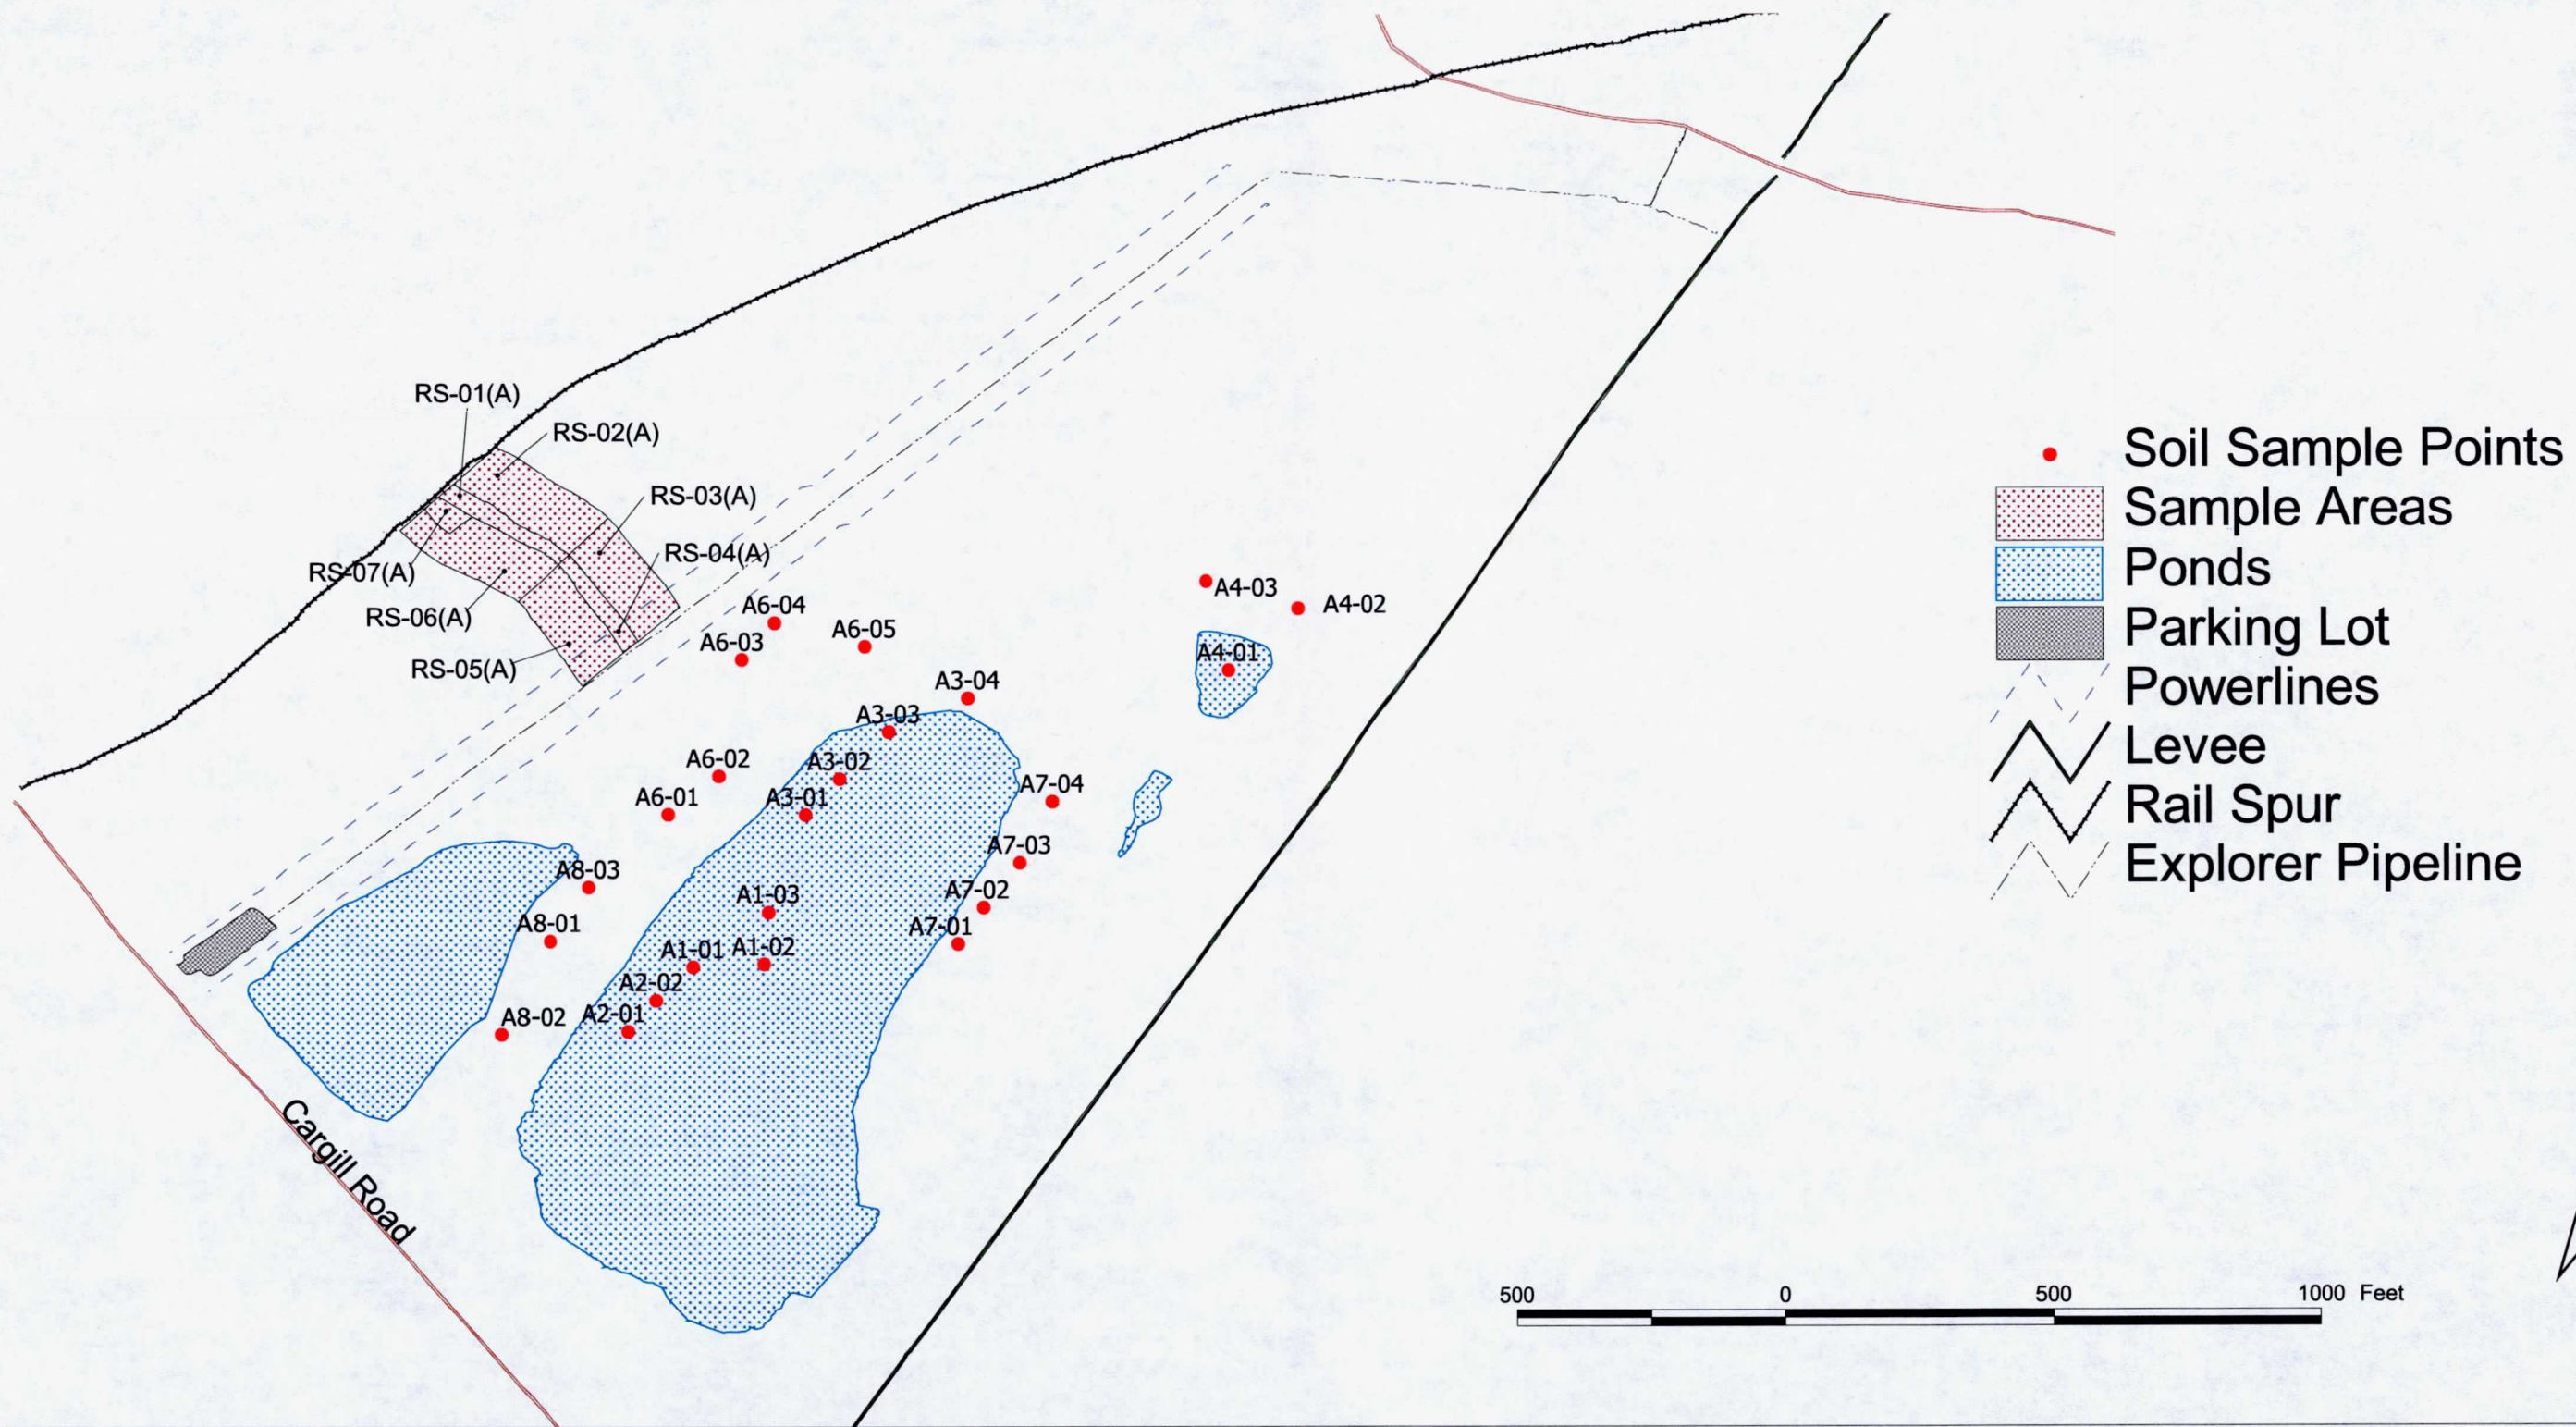 RS-01(A)
RS-02(A)
RS-03(A)
RS-04(A)
RS-07(A)
RS-06(A)
RS-05(A)
A6-04
A6-03
A6-05
A4-03
A4-02
A4-01
A3-04
A3-03
A3-02
A3-01
A6-02
A6-01
A7-04
A7-03
A7-02
A7-01
A8-03
A8-01
A8-02
A1-03
A1-01
A1-02
A2-02
A2-01
Cargill Road
Soil Sample Points
Sample Areas
Ponds
Parking Lot
Powerlines
Levee
Rail Spur
Explorer Pipeline
500 0 500 1000 Feet